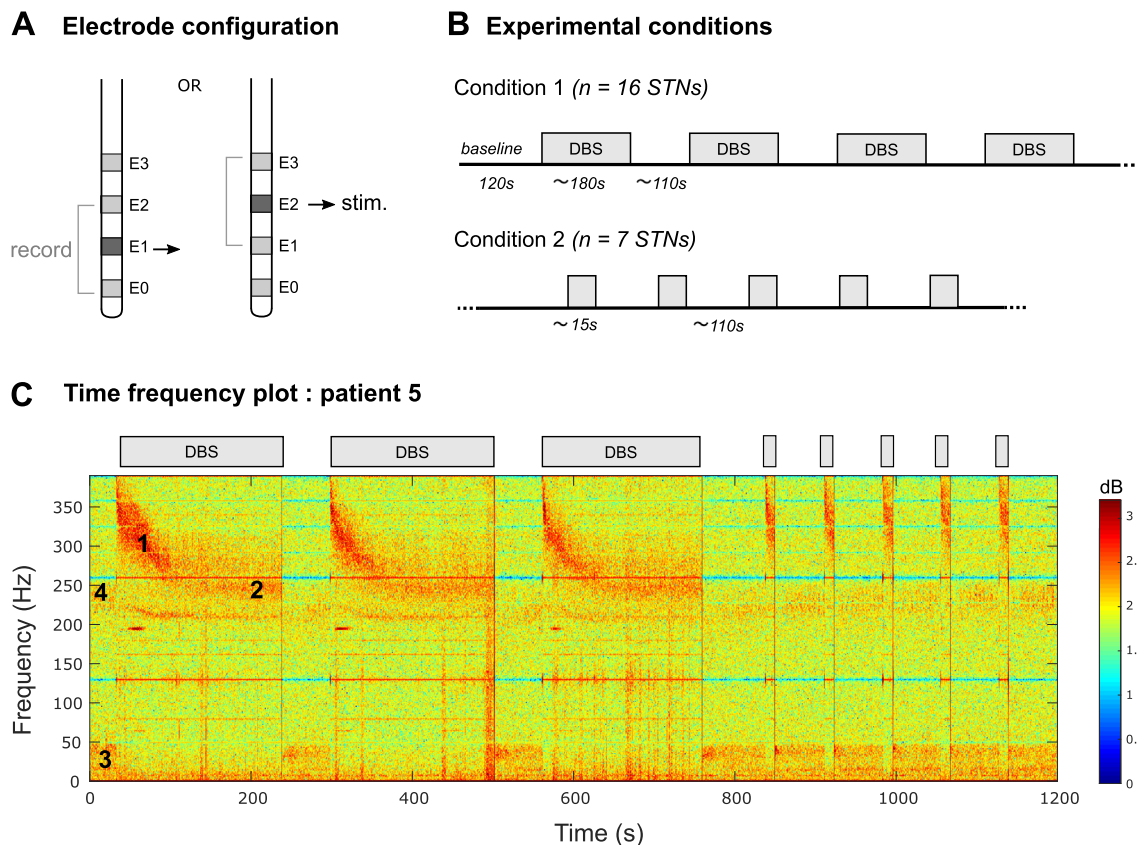 A Electrode configuration
OR
E3
E2
E1
E0
record
E3
E2
E1
E0
stim.
B Experimental conditions
Condition 1 (n = 16 STNs)
baseline
DBS
DBS
DBS
DBS
120s
~180s
~110s
Condition 2 (n = 7 STNs)
~15s
~110s
C Time frequency plot : patient 5
DBS
DBS
DBS
Frequency (Hz)
350
300
250
200
150
100
50
0
1
2
3
4
0
200
400
600
800
1000
1200
Time (s)
dB
3
2.
2
1.
1
0.
0